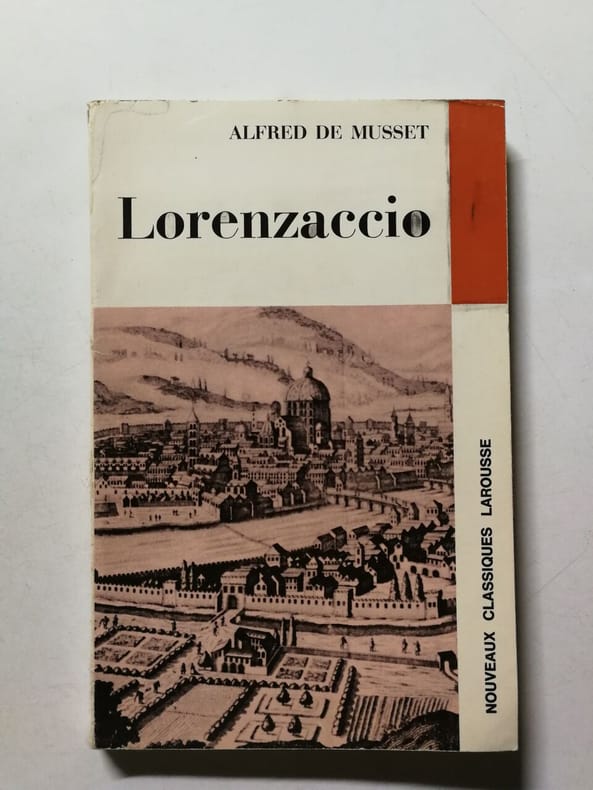 ALFRED DE MUSSET
Lorenzaccio
NOUVEAUX CLASSIQUES LAROUSSE